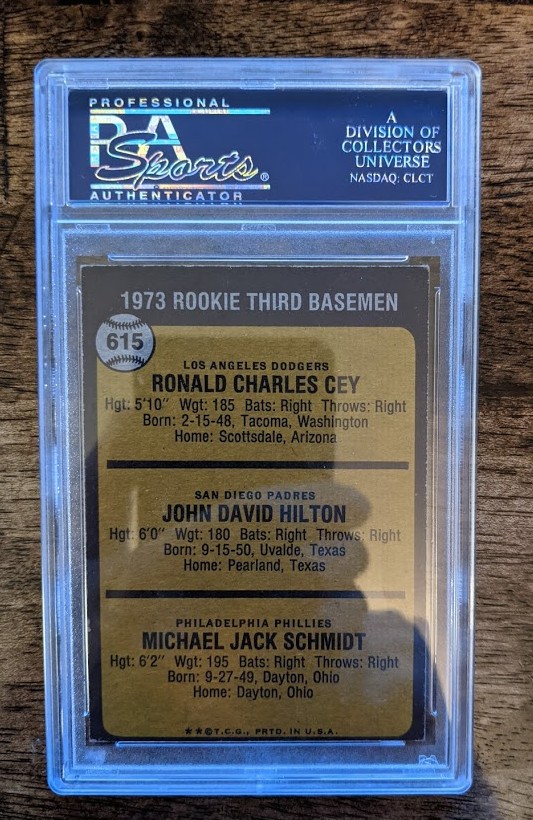 PROFESSIONAL
PSA
Sports®
AUTHENTICATOR
A
DIVISION OF
COLLECTORS
UNIVERSE
NASDAQ: CLCT
1973 ROOKIE THIRD BASEMEN
615
LOS ANGELES DODGERS
RONALD CHARLES CEY
Hgt: 5'10" Wgt: 185 Bats: Right Throws: Right
Born: 2-15-48, Tacoma, Washington
Home: Scottsdale, Arizona
SAN DIEGO PADRES
JOHN DAVID HILTON
Hgt: 6'0" Wgt: 180 Bats: Right Throws: Right
Born: 9-15-50, Uvalde, Texas
Home: Pearland, Texas
PHILADELPHIA PHILLIES
MICHAEL JACK SCHMIDT
Hgt: 6'2" Wgt: 195 Bats: Right Throws: Right
Born: 9-27-49, Dayton, Ohio
Home: Dayton, Ohio
★★©T.C.G., PRTD. IN U.S.A.